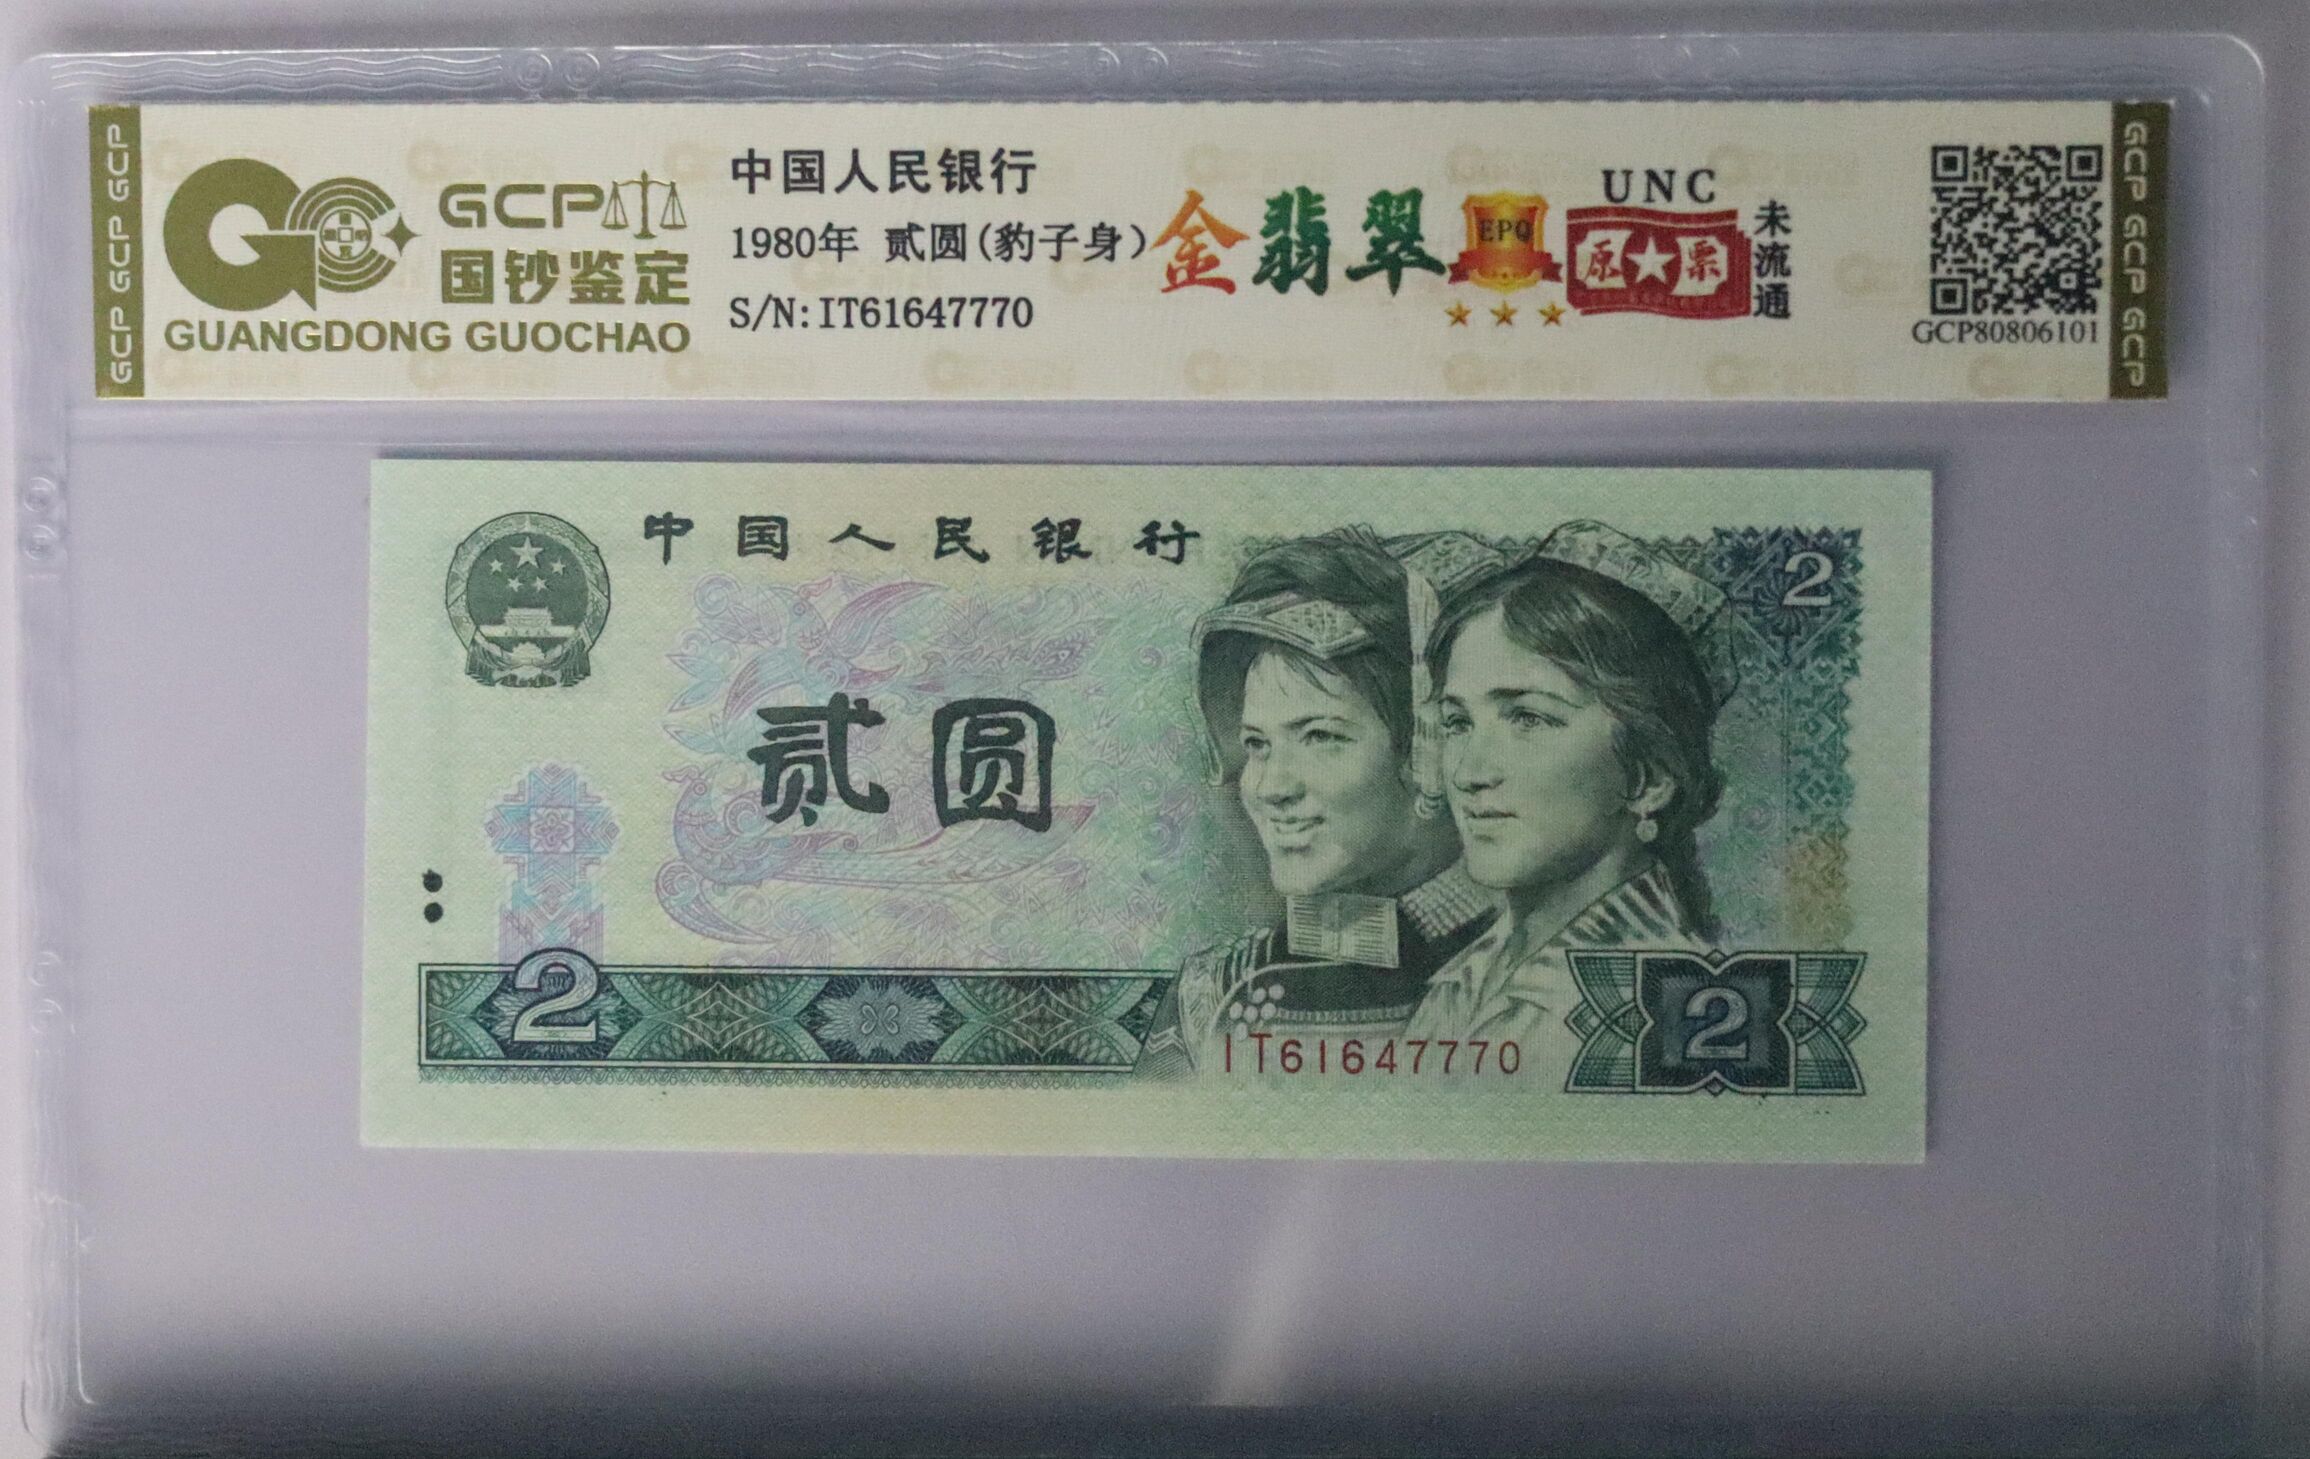 GCP GCP GCP
GCP
国钞鉴定
GUANGDONG GUOCHAO
中国人民银行
1980年 贰圆(豹子身)
S/N:IT61647770
金翡翠
EPQ
UNC
原★票
未流通
GCP80806101
GCP GCP GCP
中国人民银行
2
贰圆
2
IT61647770
2